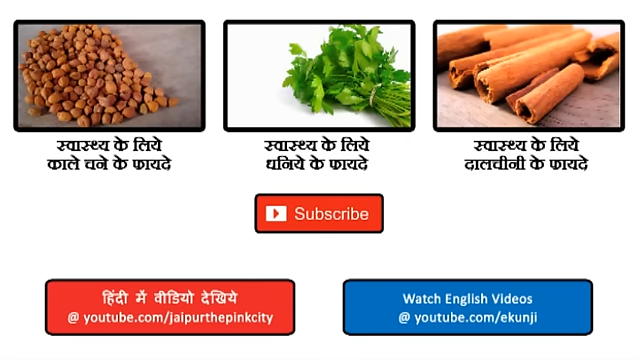 स्वास्थ्य के लिये
काले चने के फायदे
स्वास्थ्य के लिये
धनिये के फायदे
स्वास्थ्य के लिये
दालचीनी के फायदे
Subscribe
हिंदी में वीडियो देखिये
@ youtube.com/jaipurthepinkcity
Watch English Videos
@ youtube.com/ekunji